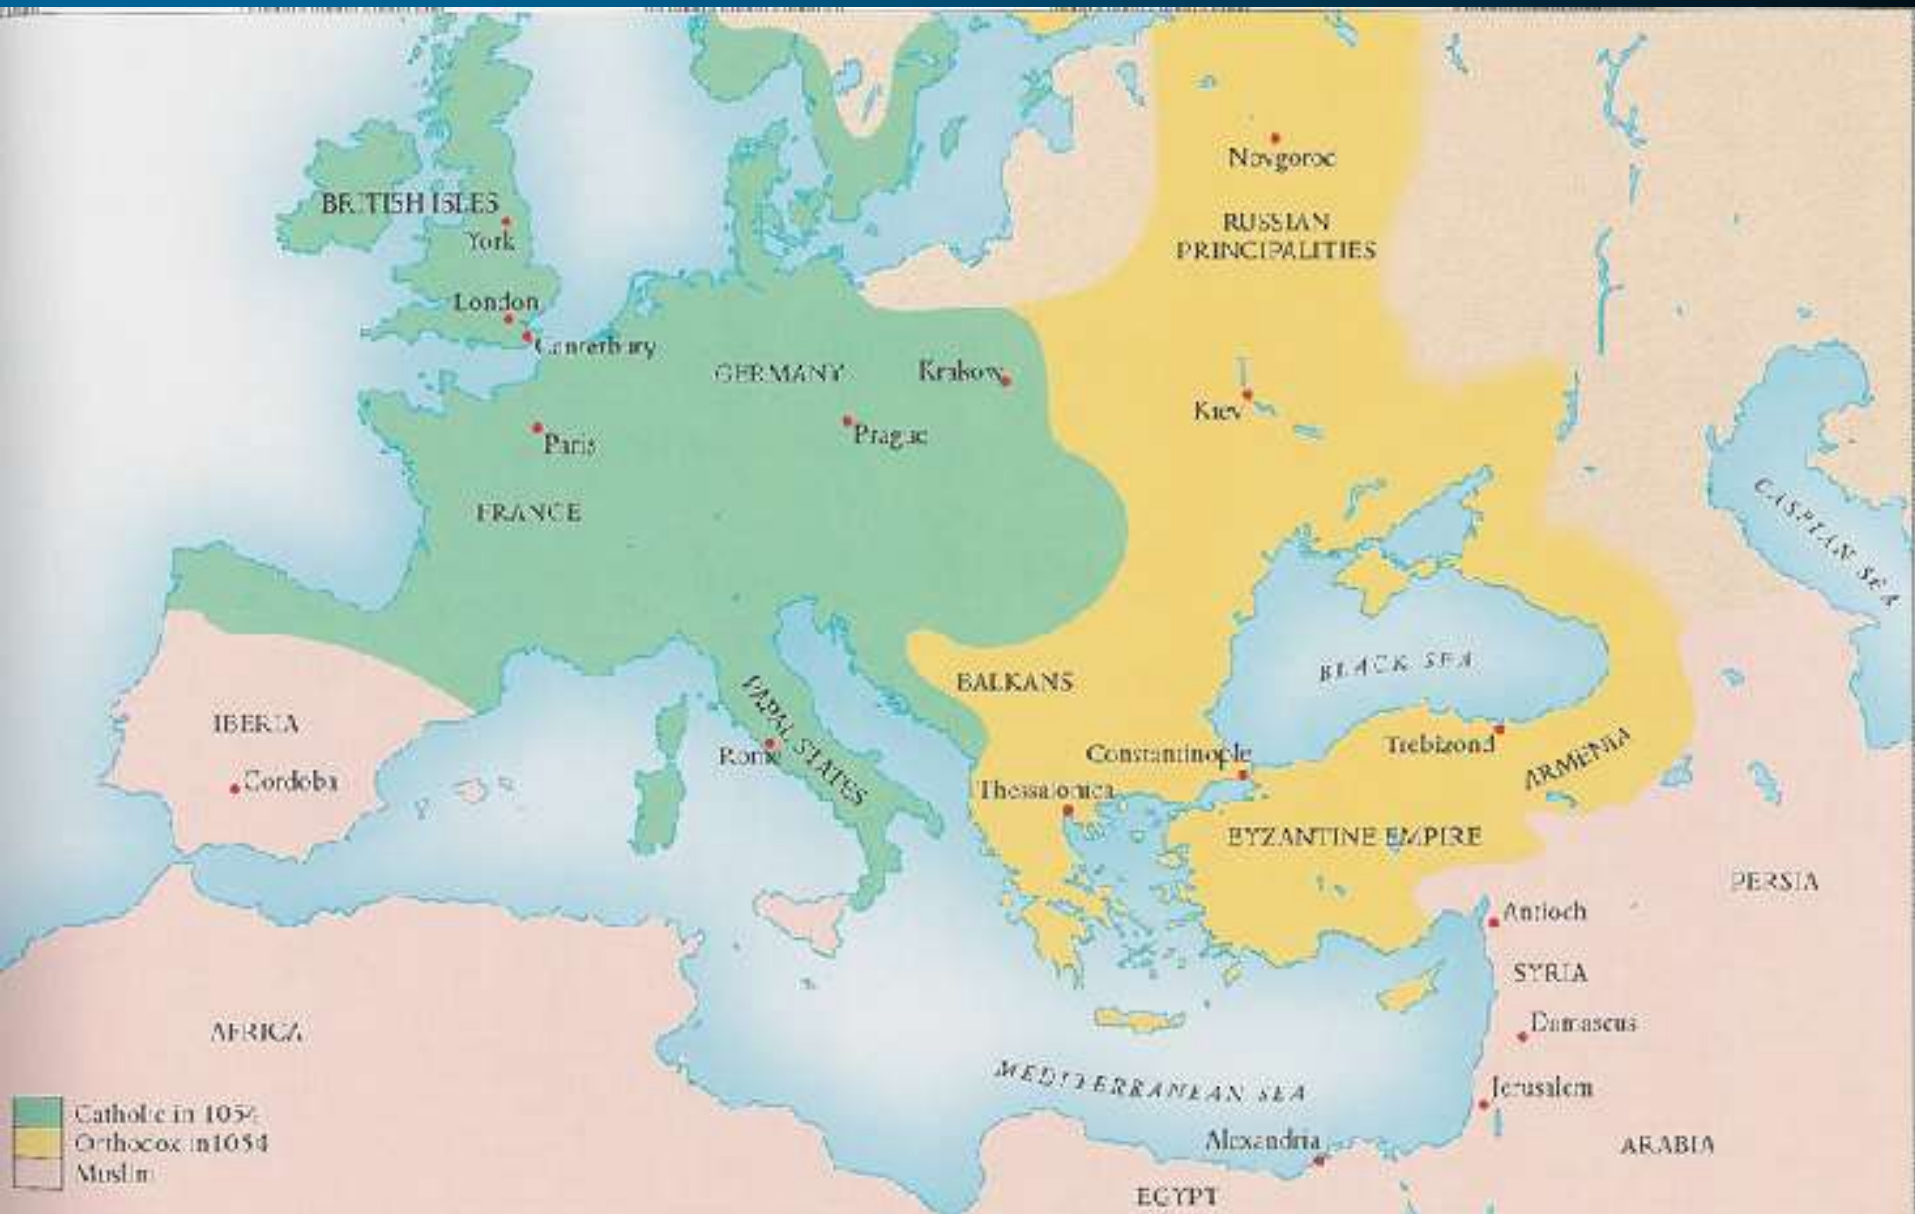 Novgorod
RUSSIAN
PRINCIPALITIES
BRITISH ISLES
York
London
Canterbury
GERMANY
Krakow
Kiev
Paris
Prague
FRANCE
CASPIAN SEA
BLACK SEA
BALKANS
PAPAL STATES
IBERIA
Rome
Constantinople
Trebizond
ARMENIA
Cordoba
Thessalonica
BYZANTINE EMPIRE
PERSIA
Antioch
SYRIA
AFRICA
Damascus
MEDITERRANEAN SEA
Jerusalem
Catholic in 1054
Orthodox in 1054
Muslim
Alexandria
ARABIA
EGYPT